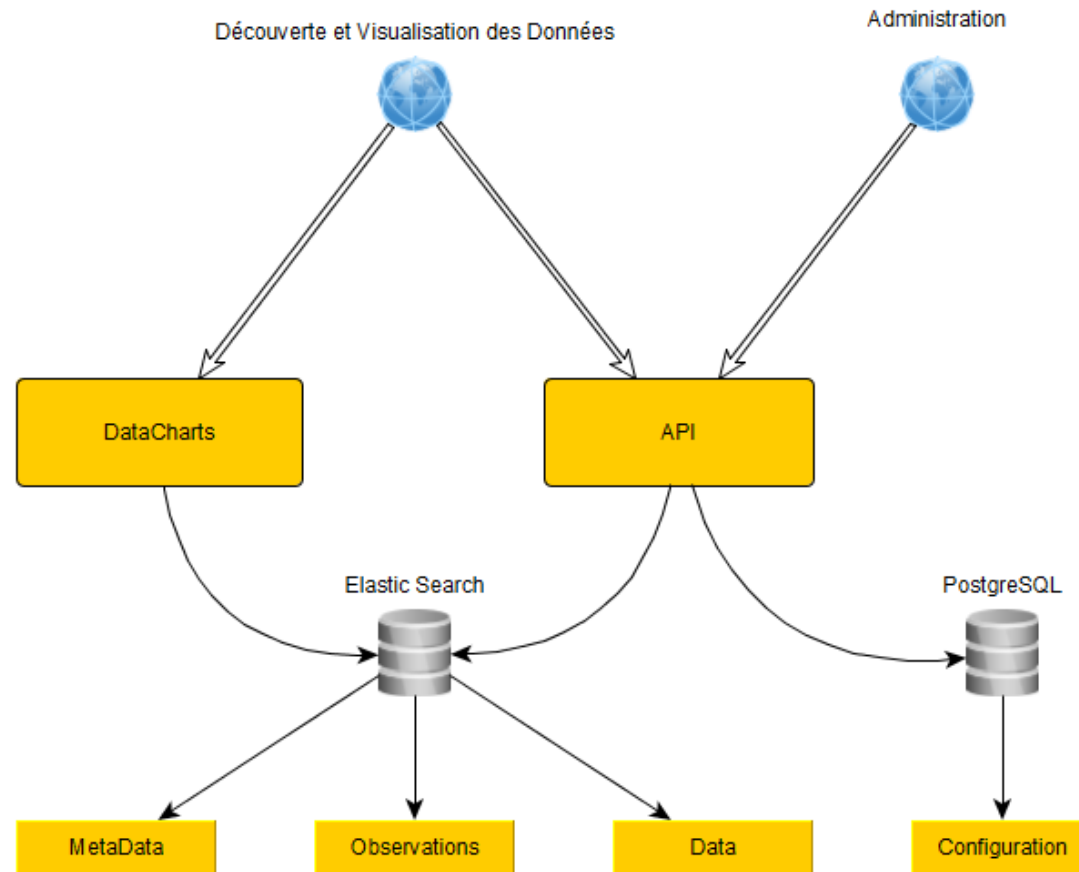 Administration
Découverte et Visualisation des Données
DataCharts
API
Elastic Search
PostgreSQL
MetaData
Observations
Data
Configuration